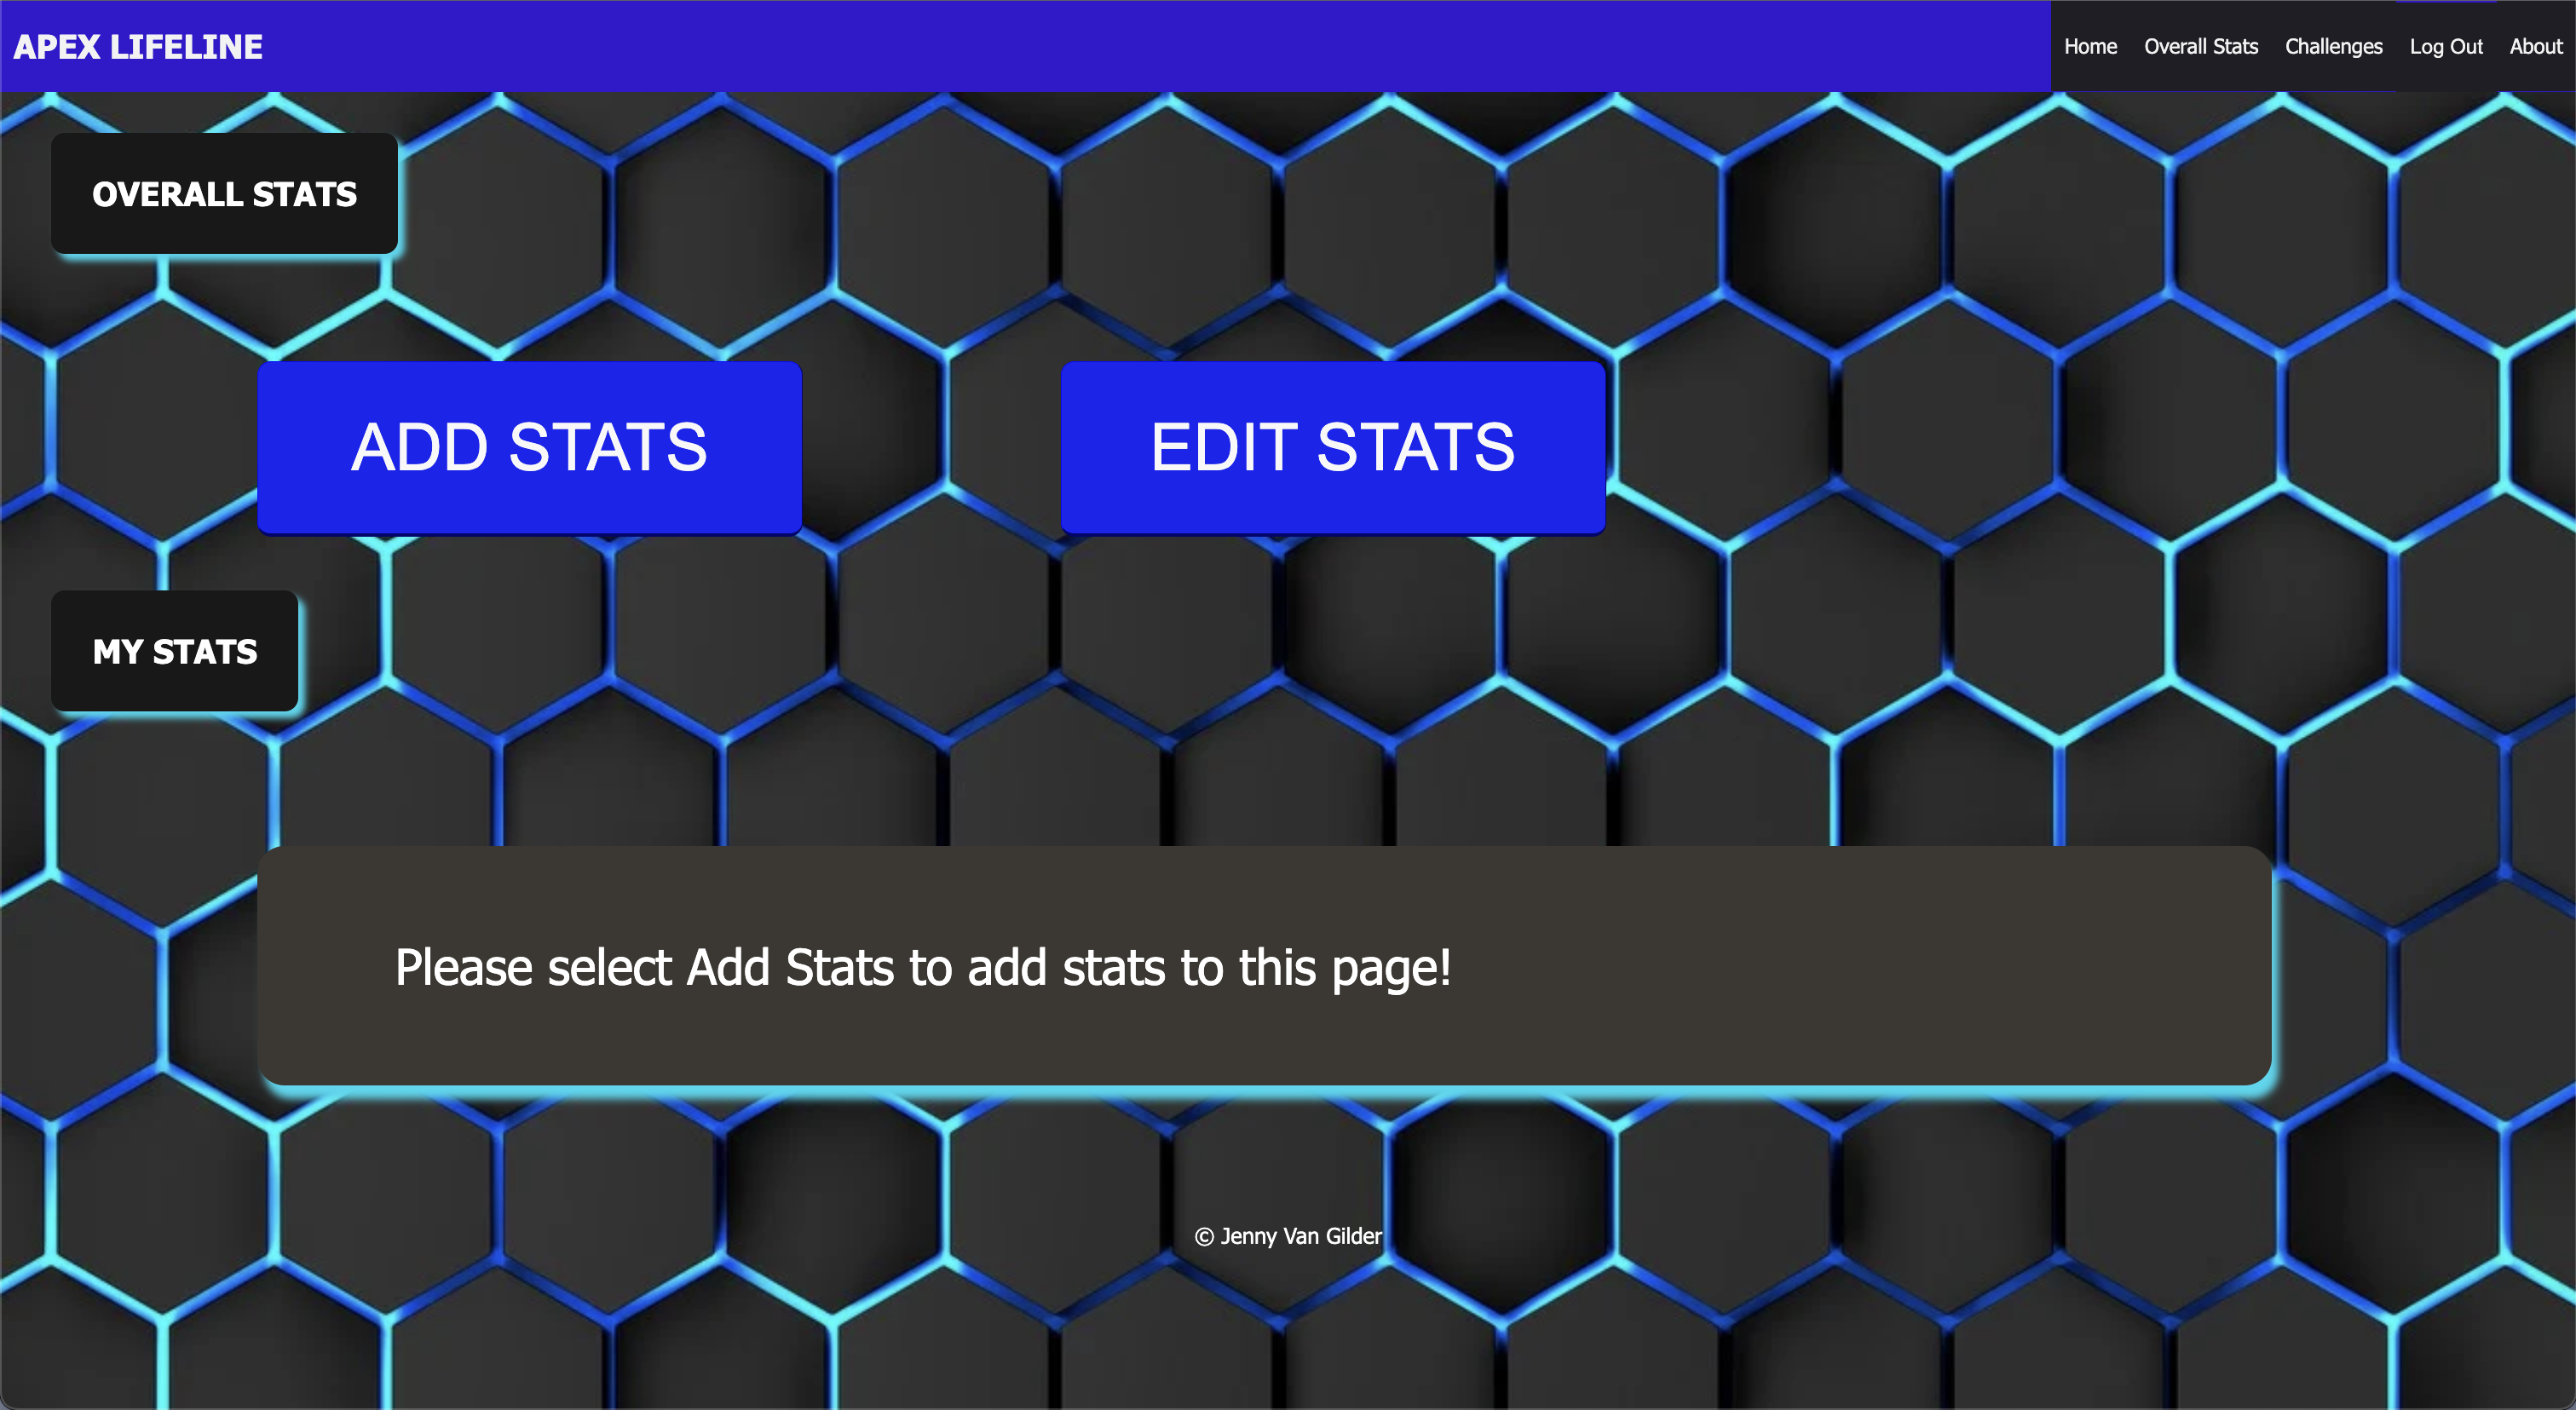 APEX LIFELINE
Home Overall Stats Challenges Log Out About
OVERALL STATS
ADD STATS
EDIT STATS
MY STATS
Please select Add Stats to add stats to this page!
© Jenny Van Gilder